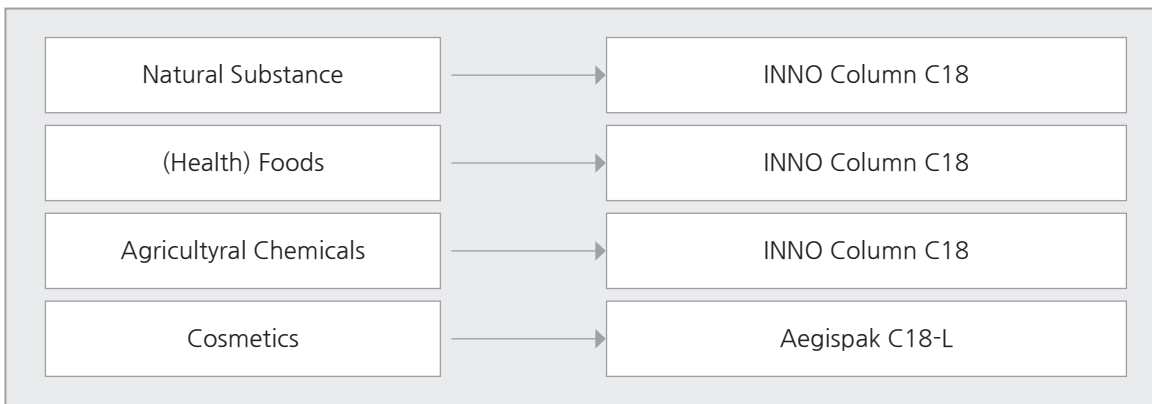 Natural Substance
INNO Column C18
(Health) Foods
INNO Column C18
Agricultyral Chemicals
INNO Column C18
Cosmetics
Aegispak C18-L